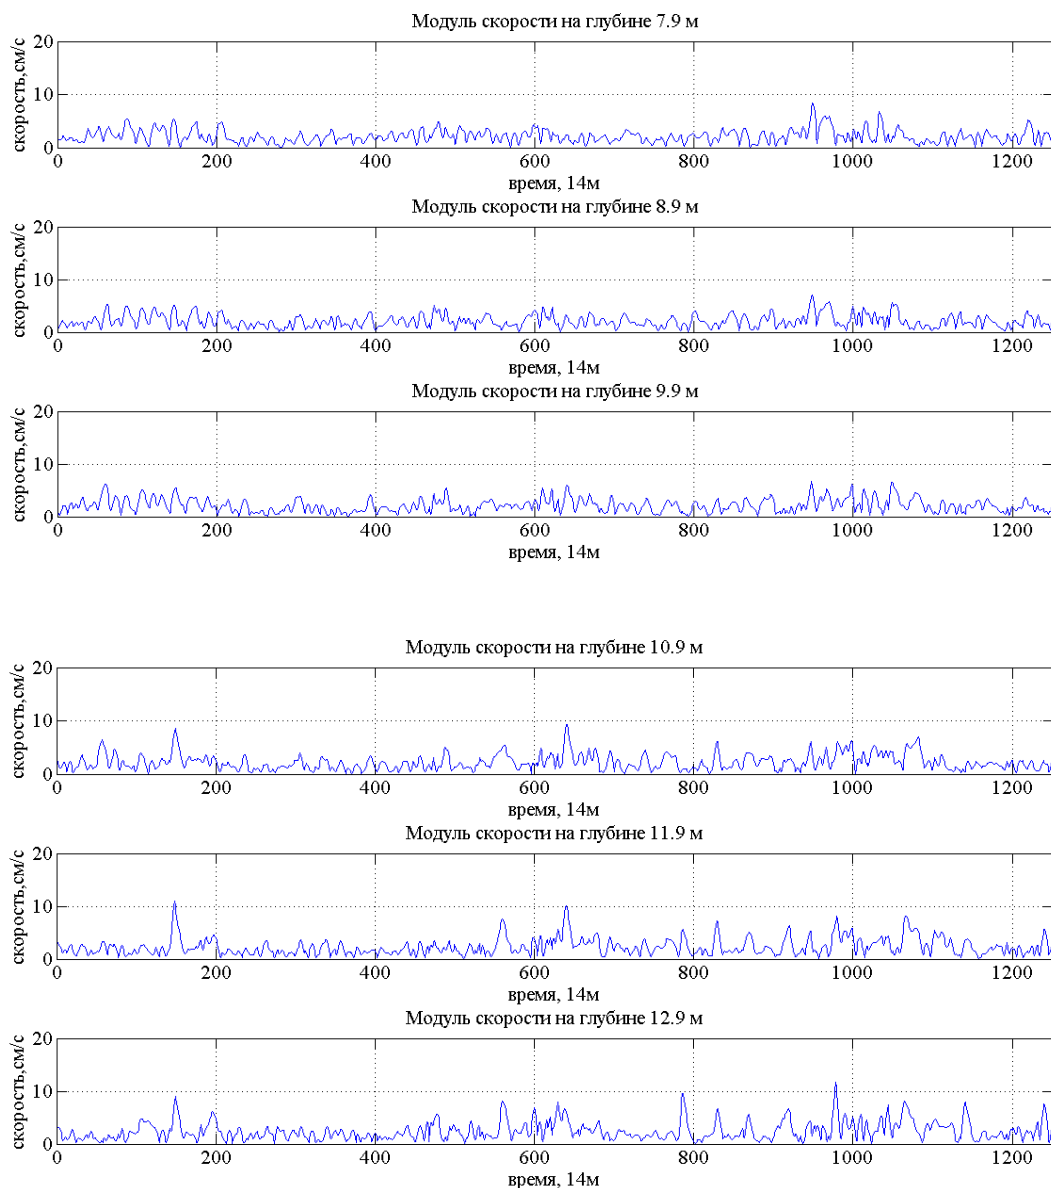 Модуль скорости на глубине 7.9 м
скорость,см/с
20
10
0
0 200 400 600 800 1000 1200
время, 14м
Модуль скорости на глубине 8.9 м
скорость,см/с
20
10
0
0 200 400 600 800 1000 1200
время, 14м
Модуль скорости на глубине 9.9 м
скорость,см/с
20
10
0
0 200 400 600 800 1000 1200
время, 14м
Модуль скорости на глубине 10.9 м
скорость,см/с
20
10
0
0 200 400 600 800 1000 1200
время, 14м
Модуль скорости на глубине 11.9 м
скорость,см/с
20
10
0
0 200 400 600 800 1000 1200
время, 14м
Модуль скорости на глубине 12.9 м
скорость,см/с
20
10
0
0 200 400 600 800 1000 1200
время, 14м